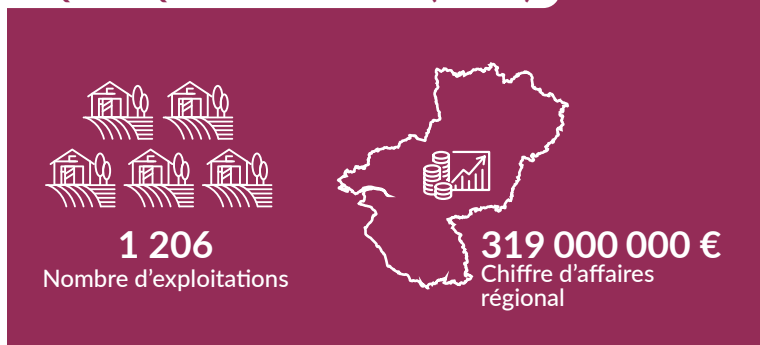 1 206
Nombre d'exploitations
319 000 000 €
Chiffre d'affaires
régional